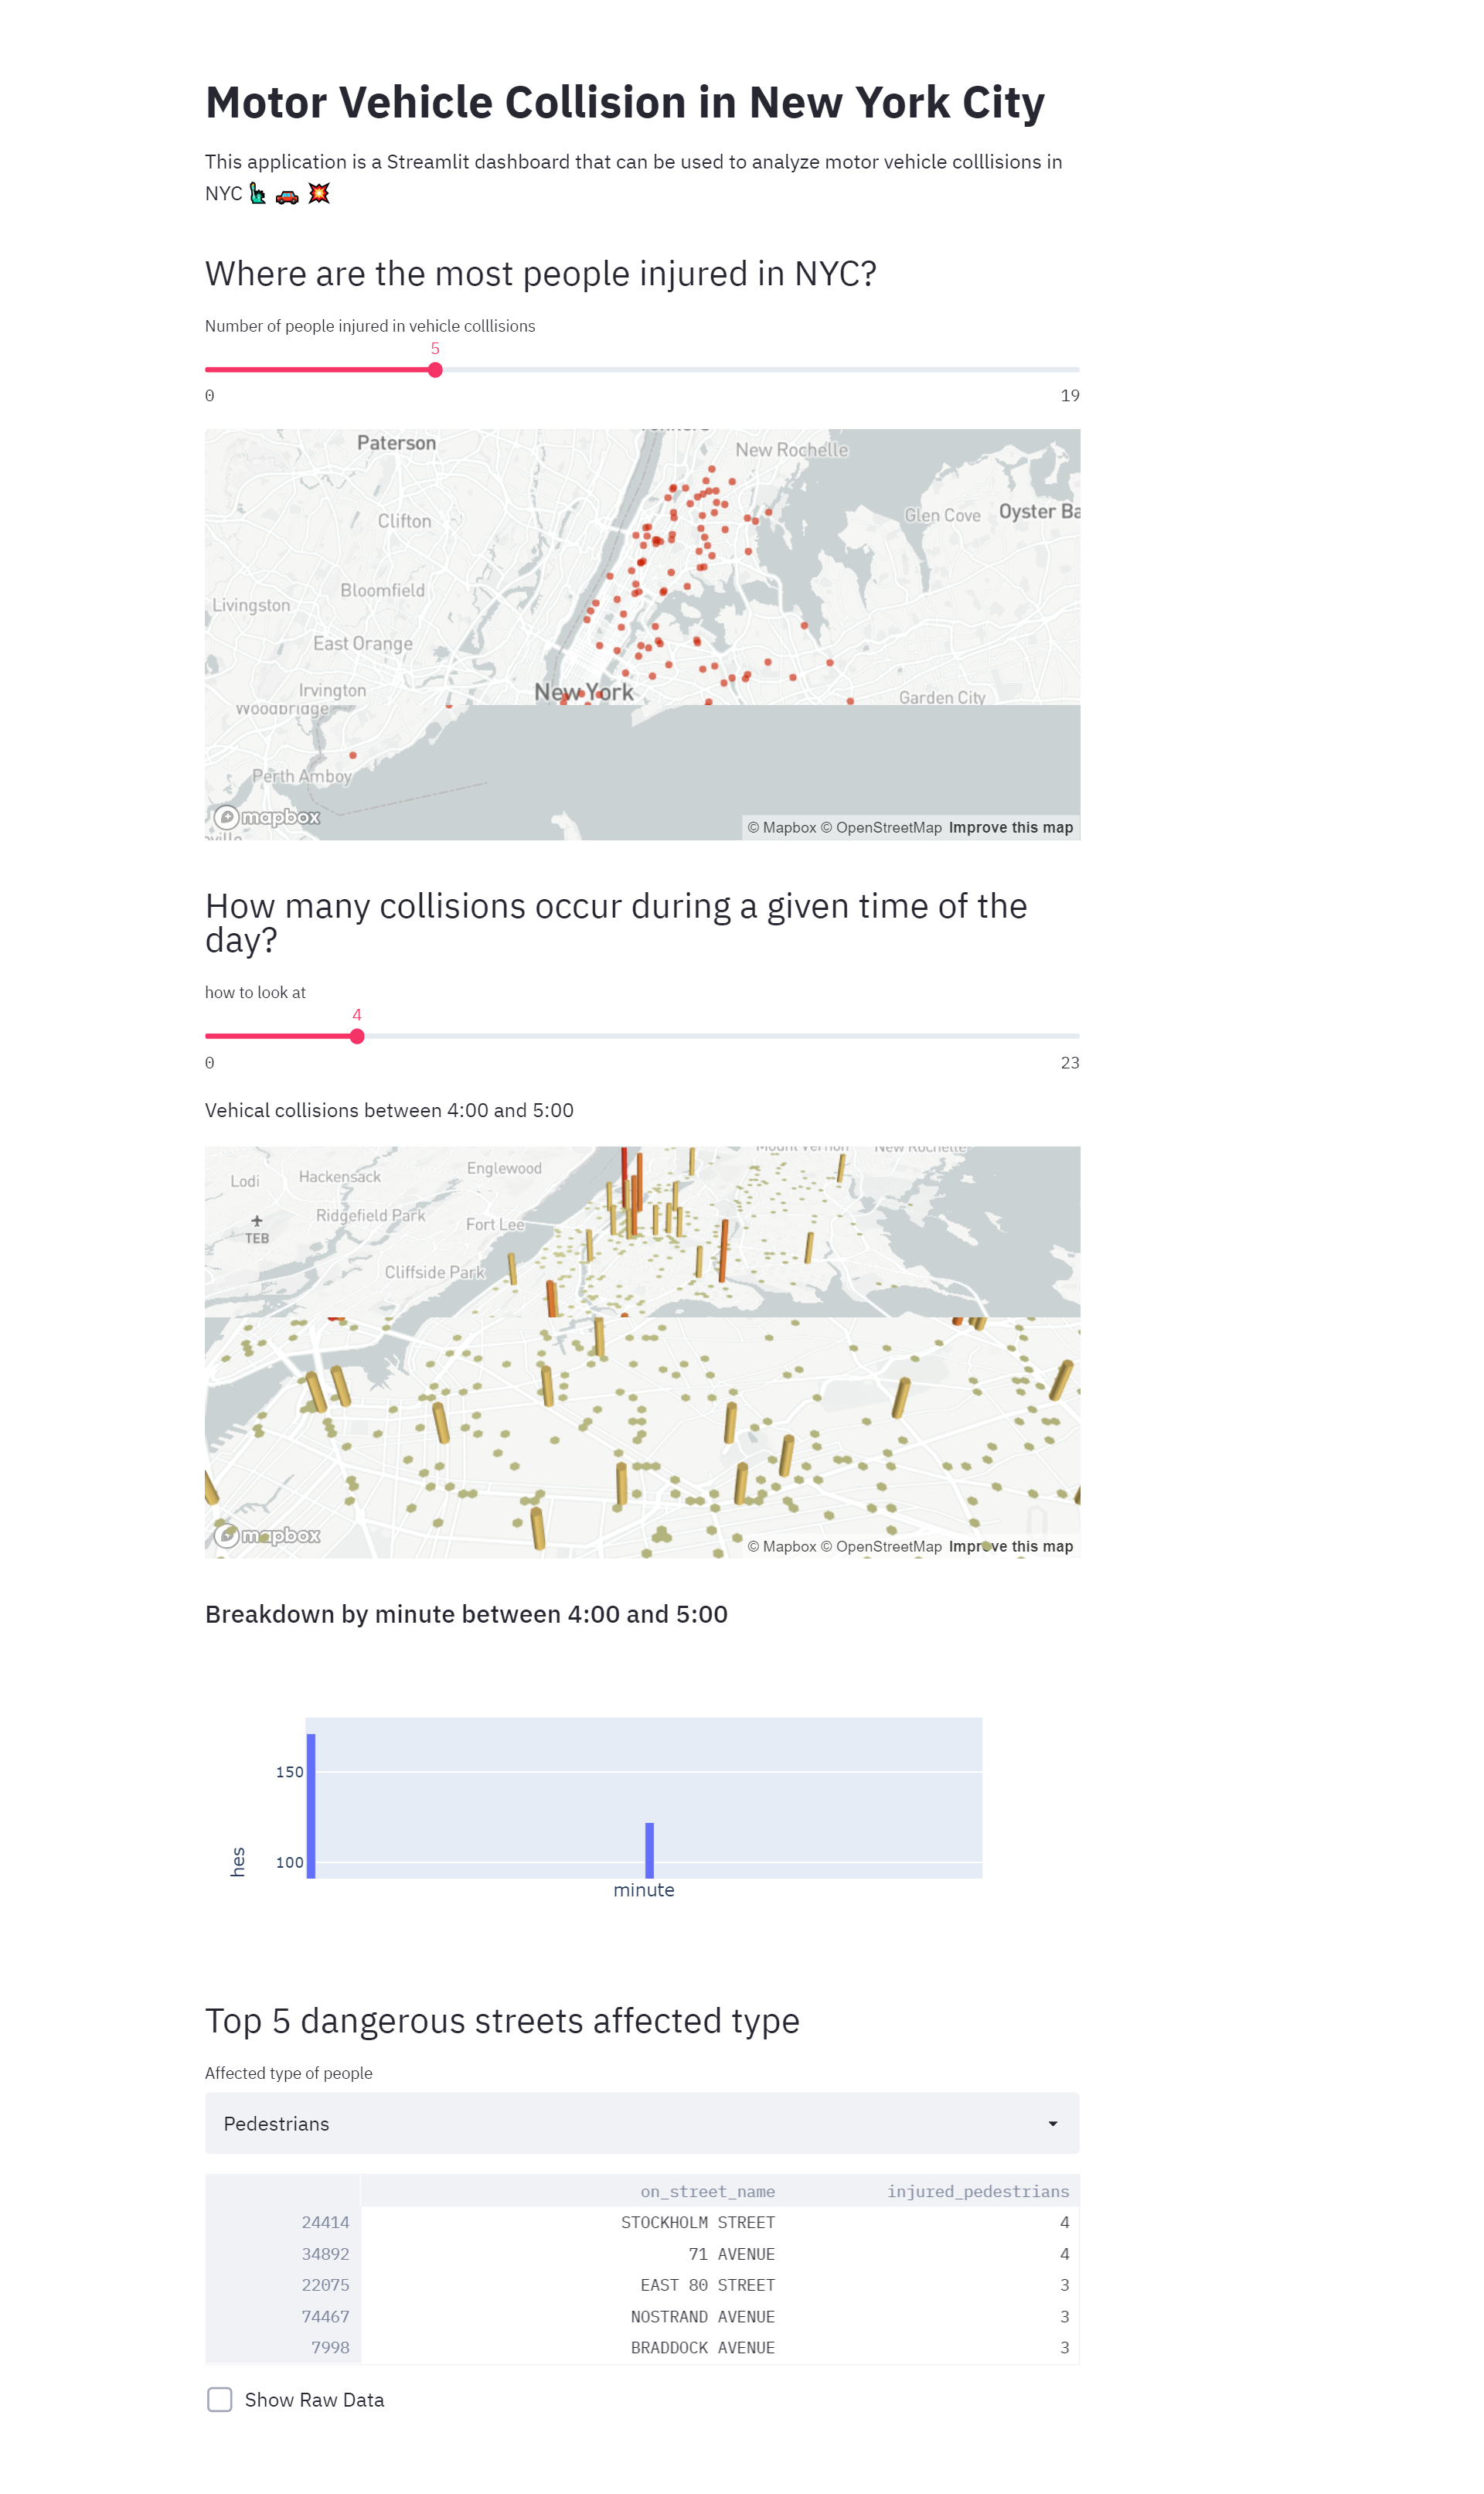 Motor Vehicle Collision in New York City
This application is a Streamlit dashboard that can be used to analyze motor vehicle colllisions in
NYC 🗽 🚗 💥
Where are the most people injured in NYC?
Number of people injured in vehicle colllisions
5
0 19
Paterson
New Rochelle
Clifton
Glen Cove
Oyster Ba
Bloomfield
Livingston
East Orange
Irvington
New York
Garden City
Woodbridge
Perth Amboy
mapbox
© Mapbox © OpenStreetMap Improve this map
How many collisions occur during a given time of the
day?
how to look at
4
0 23
Vehical collisions between 4:00 and 5:00
Mount Vernon
New Rochelle
Englewood
Hackensack
Lodi
Ridgefield Park
Fort Lee
TEB
Cliffside Park
mapbox
© Mapbox © OpenStreetMap Improve this map
Breakdown by minute between 4:00 and 5:00
150
100
hes
minute
Top 5 dangerous streets affected type
Affected type of people
Pedestrians
on_street_name injured_pedestrians
24414 STOCKHOLM STREET 4
34892 71 AVENUE 4
22075 EAST 80 STREET 3
74467 NOSTRAND AVENUE 3
7998 BRADDOCK AVENUE 3
Show Raw Data